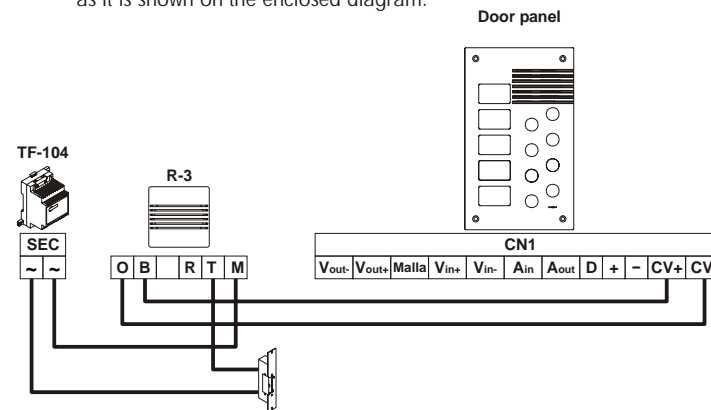 as it is shown on the enclosed diagram.
Door panel
TF-104
R-3
SEC
CN1
~ ~
O B R T M
Vout- Vout+ Malla Vin+ Vin- Ain Aout D + − CV+ CV